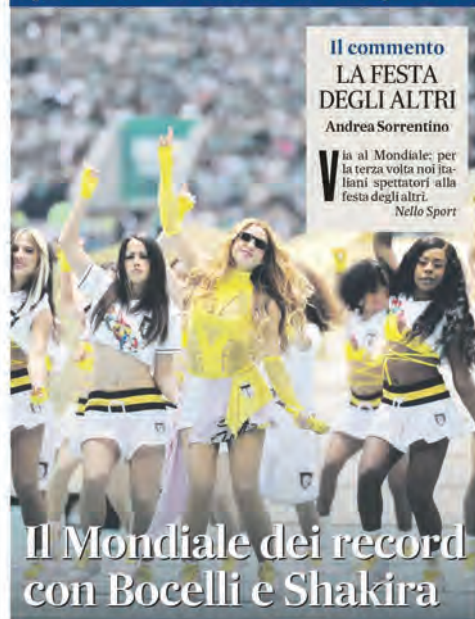 Il commento
LA FESTA
DEGLI ALTRI
Andrea Sorrentino
Via al Mondiale: per
la terza volta noi ita-
liani spettatori alla
festa degli altri.
Nello Sport
Il Mondiale dei record
con Bocelli e Shakira